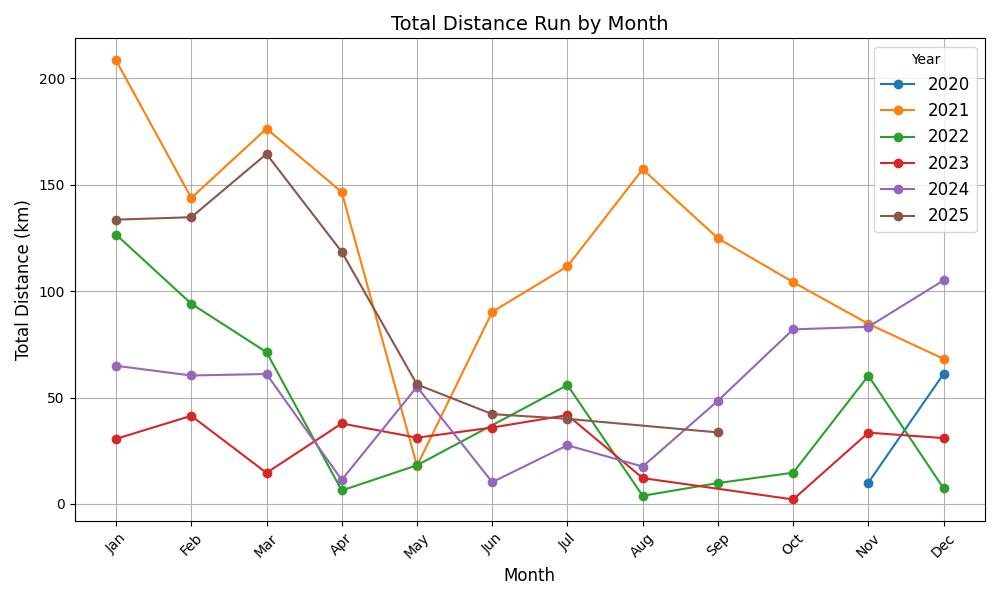 Total Distance Run by Month
Total Distance (km)
200
150
100
50
0
Year
2020
2021
2022
2023
2024
2025
Jan
Feb
Mar
Apr
May
Jun
Jul
Aug
Sep
Oct
Nov
Dec
Month